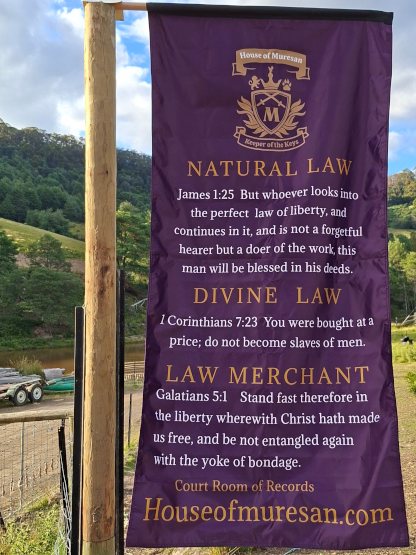 House of Muresan
M
Keeper of the Keys
NATURAL LAW
James 1:25 But whoever looks into
the perfect law of liberty, and
continues in it, and is not a forgetful
hearer but a doer of the work, this
man will be blessed in his deeds.
DIVINE LAW
1 Corinthians 7:23 You were bought at a
price; do not become slaves of men.
LAW MERCHANT
Galatians 5:1 Stand fast therefore in
the liberty wherewith Christ hath made
us free, and be not entangled again
with the yoke of bondage.
Court Room of Records
Houseofmuresan.com